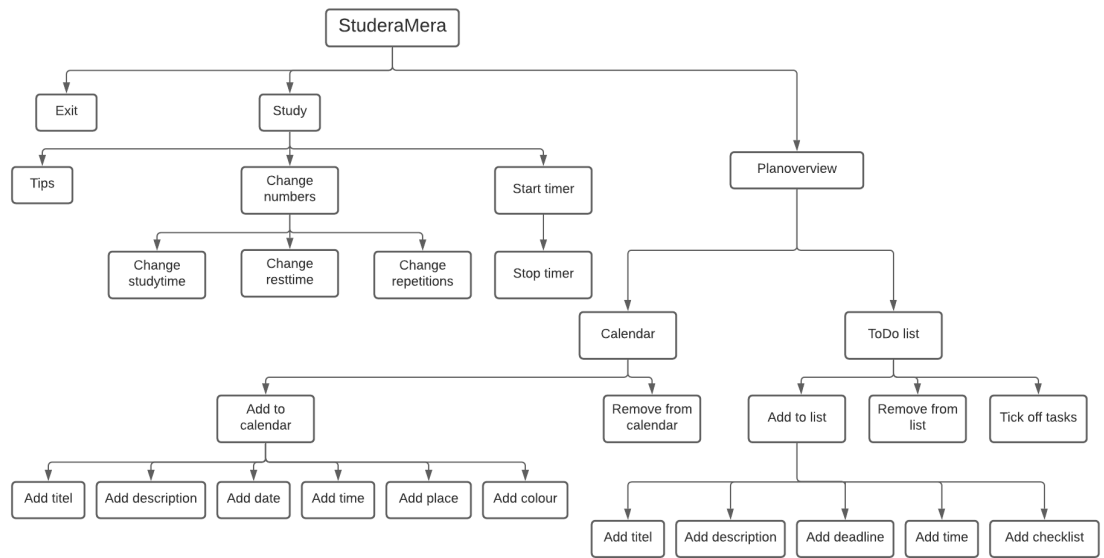 StuderaMera
Exit
Study
Tips
Change
numbers
Start timer
Planoverview
Change
studytime
Change
resttime
Change
repetitions
Stop timer
Calendar
ToDo list
Add to
calendar
Remove from
calendar
Add to list
Remove from
list
Tick off tasks
Add titel
Add description
Add date
Add time
Add place
Add colour
Add titel
Add description
Add deadline
Add time
Add checklist